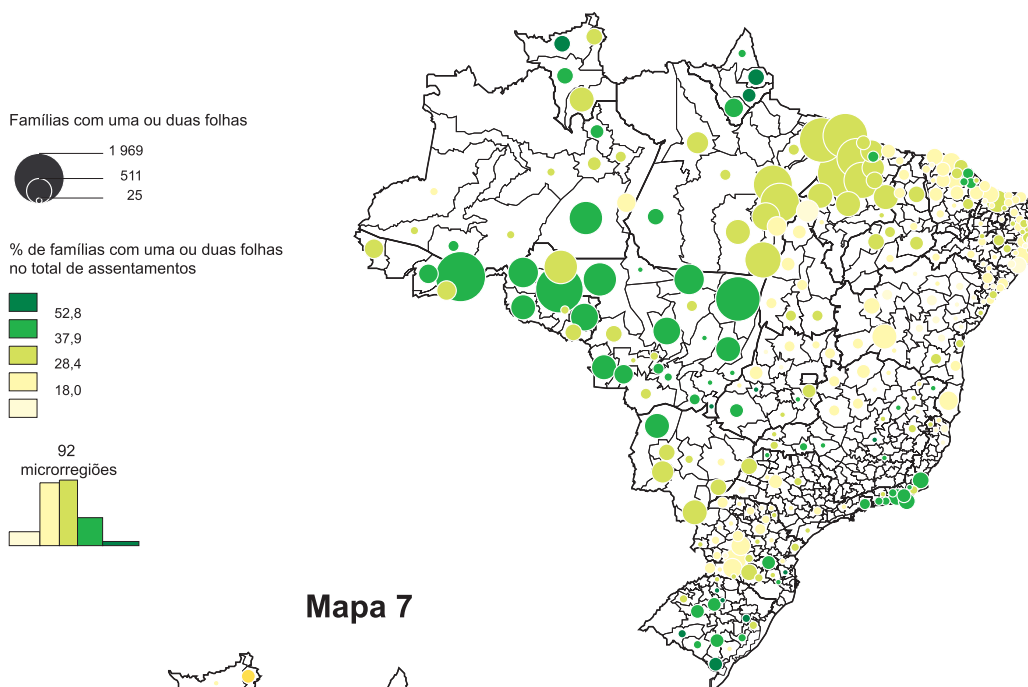 Famílias com uma ou duas folhas
1 969
511
25
% de famílias com uma ou duas folhas
no total de assentamentos
52,8
37,9
28,4
18,0
92
microrregiões
Mapa 7